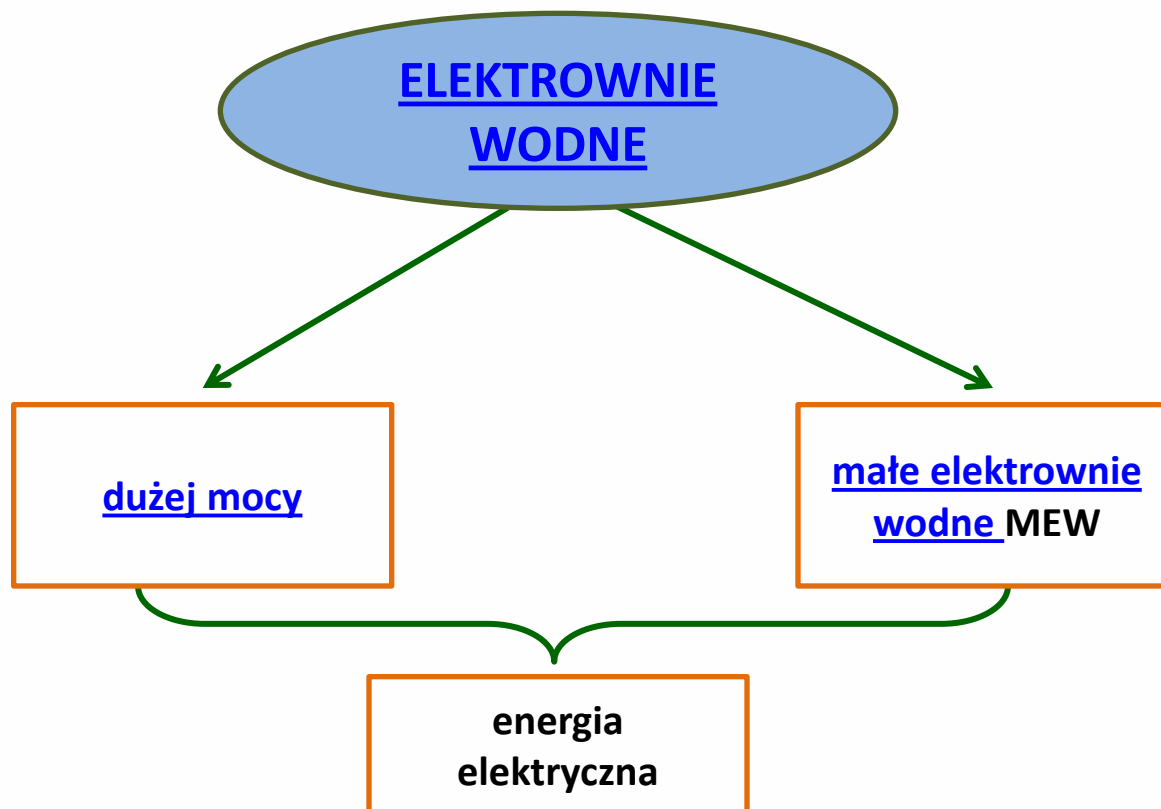 ELEKTROWNIE
WODNE
dużej mocy
małe elektrownie
wodne MEW
energia
elektryczna